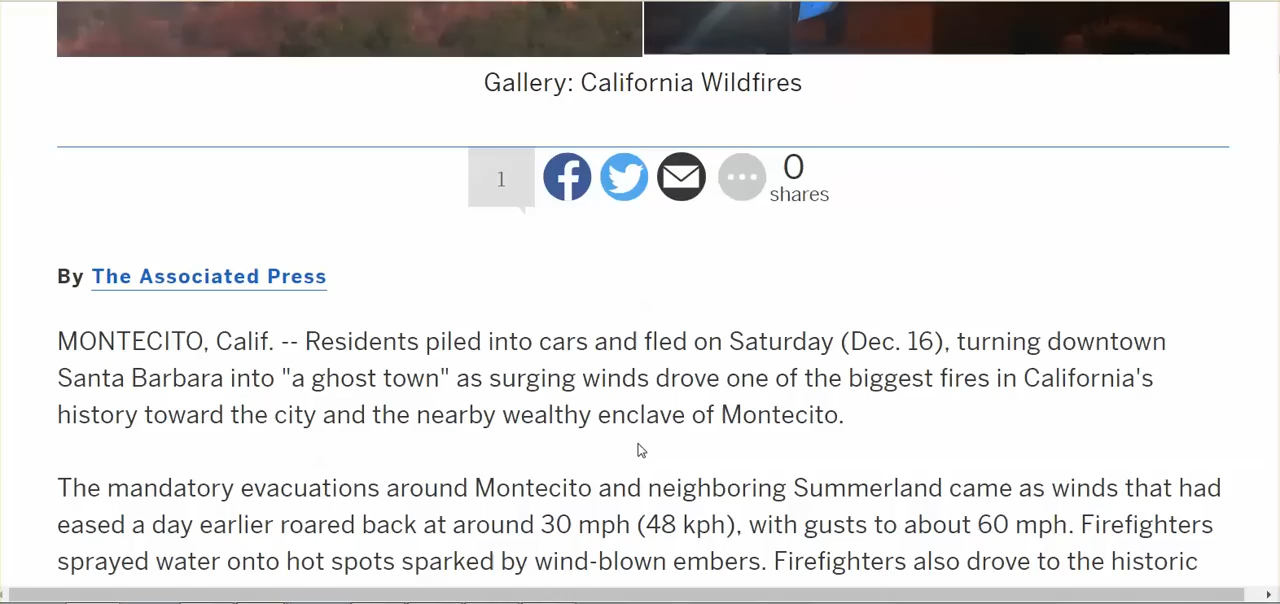 Gallery: California Wildfires
1
0
shares
By The Associated Press
MONTECITO, Calif. -- Residents piled into cars and fled on Saturday (Dec. 16), turning downtown
Santa Barbara into "a ghost town" as surging winds drove one of the biggest fires in California's
history toward the city and the nearby wealthy enclave of Montecito.
The mandatory evacuations around Montecito and neighboring Summerland came as winds that had
eased a day earlier roared back at around 30 mph (48 kph), with gusts to about 60 mph. Firefighters
sprayed water onto hot spots sparked by wind-blown embers. Firefighters also drove to the historic